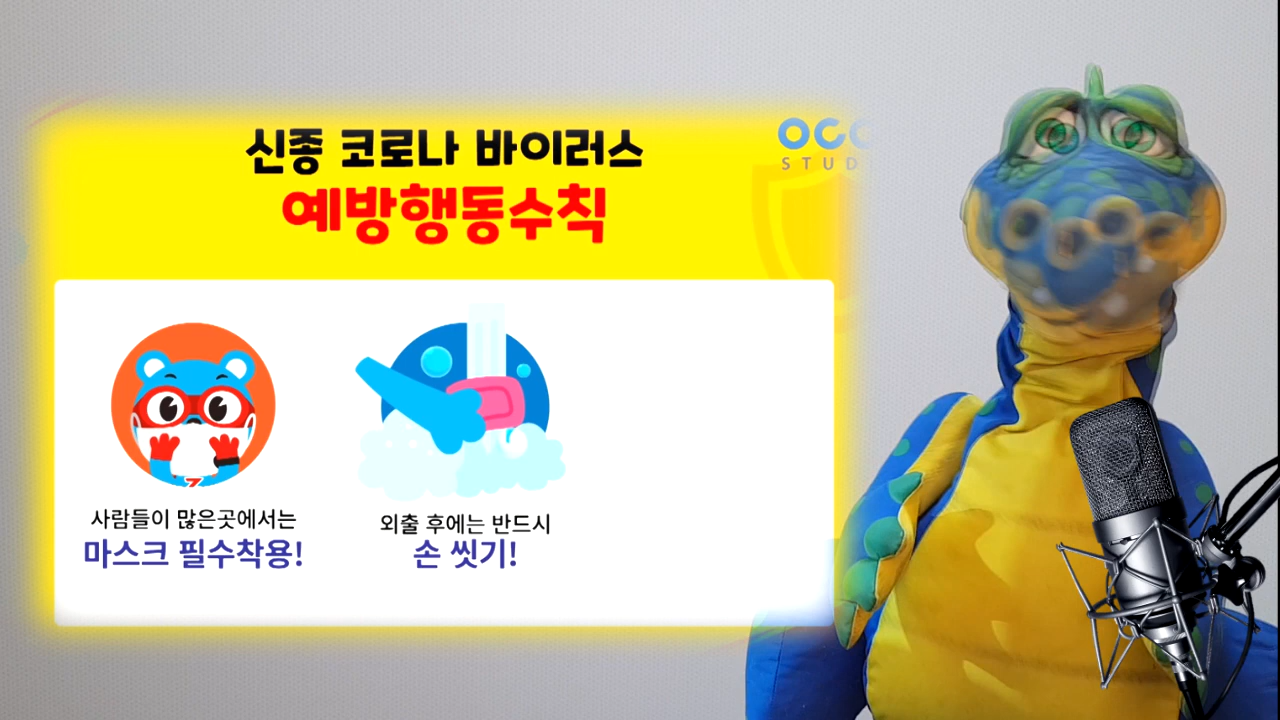 신종 코로나 바이러스
예방행동수칙
사람들이 많은곳에서는
마스크 필수착용!
외출 후에는 반드시
손 씻기!